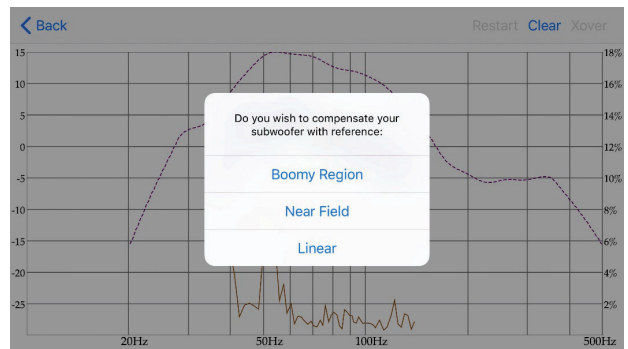 Back
Restart Clear Xover
15
18%
10
16%
5
14%
0
12%
-5
10%
-10
8%
-15
6%
-20
4%
-25
2%
20Hz 50Hz 100Hz 500Hz
Do you wish to compensate your
subwoofer with reference:
Boomy Region
Near Field
Linear